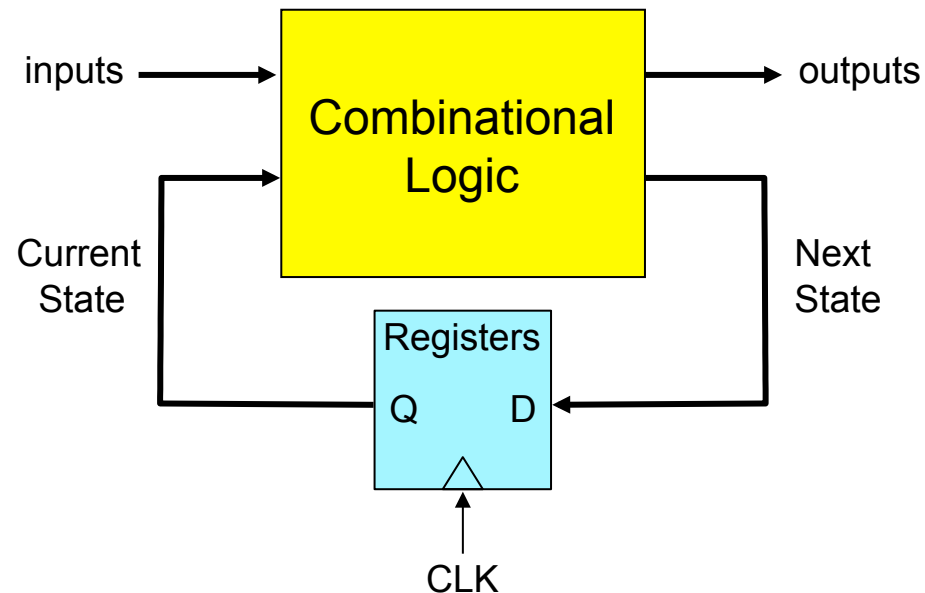 inputs
outputs
Combinational
Logic
Current
State
Next
State
Registers
Q
D
CLK